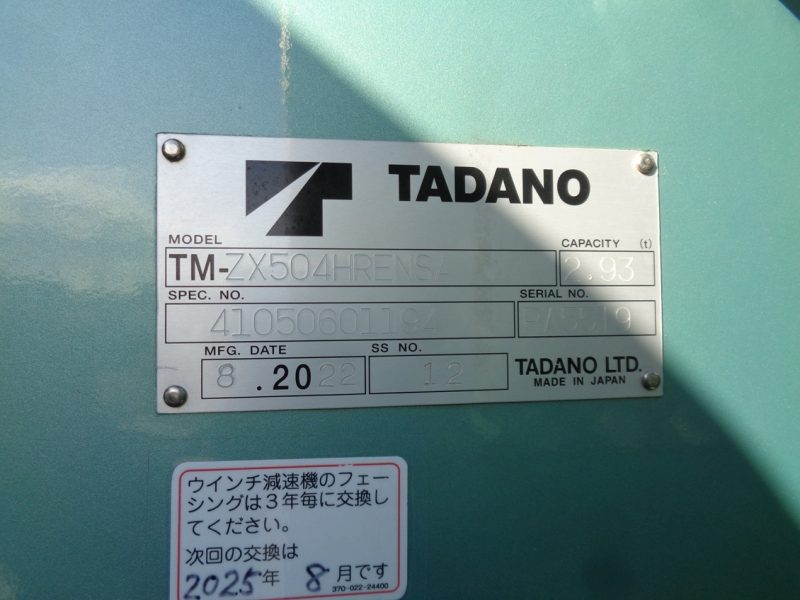 TADANO
MODEL
CAPACITY (t)
TM-ZX504HRENSA
2.93
SPEC. NO.
SERIAL NO.
41050601194
MFG. DATE
SS NO.
8 .2022
12
TADANO LTD.
MADE IN JAPAN
ウインチ減速機のフェー
シングは3年毎に交換し
てください。
次回の交換は
2025年 8月です
370-022-24400